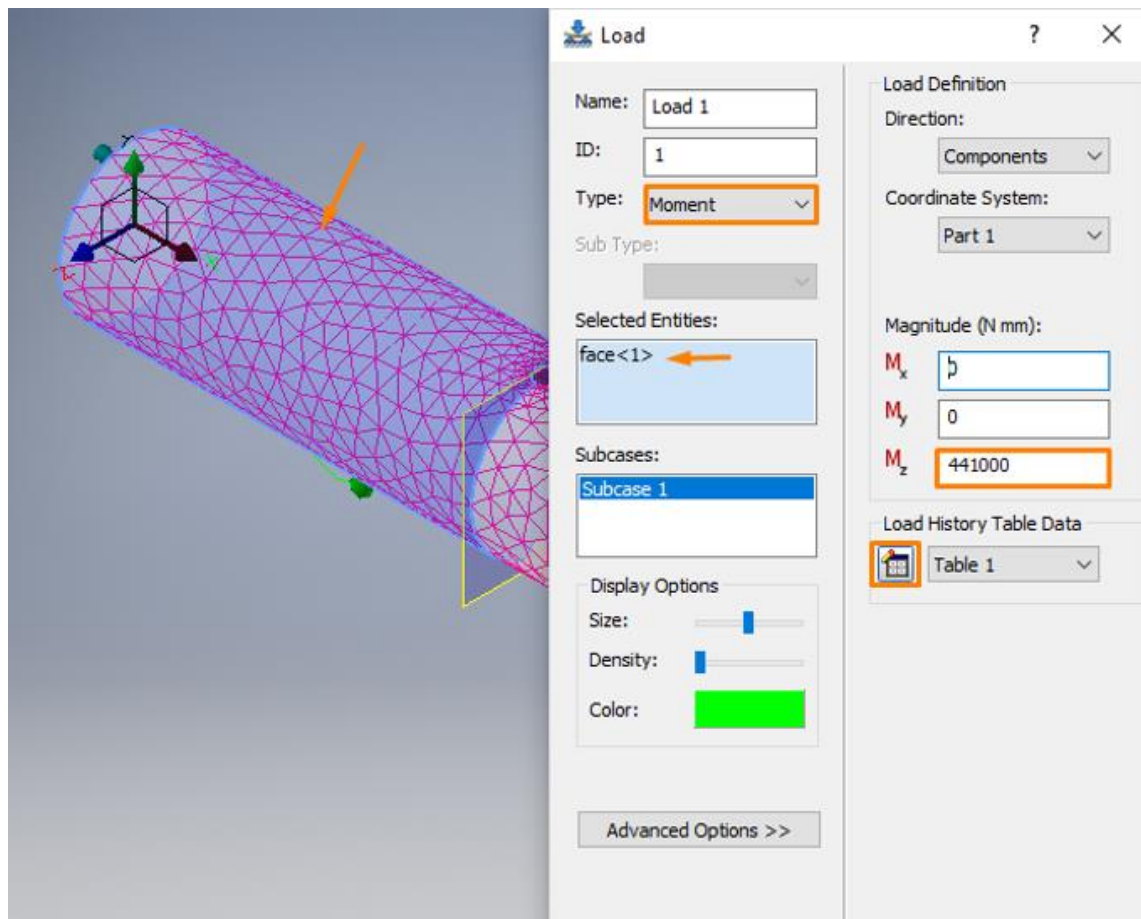 Load
?
Name:
Load 1
ID:
1
Type:
Moment
Sub Type:
Selected Entities:
face<1>
Subcases:
Subcase 1
Display Options
Size:
Density:
Color:
Advanced Options >>
Load Definition
Direction:
Components
Coordinate System:
Part 1
Magnitude (N mm):
Mx
My
0
Mz
441000
Load History Table Data
Table 1